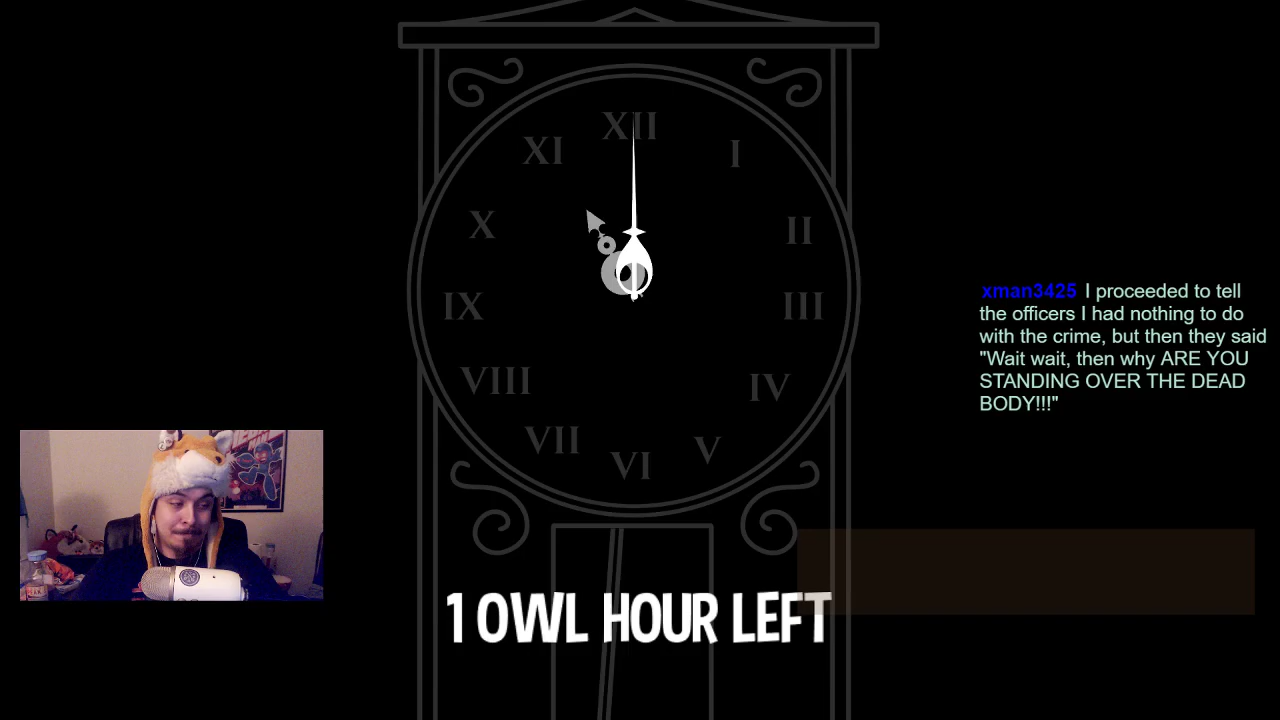 XII
XI
I
X
II
IX
III
VIII
IV
VII
V
VI
xman3425 I proceeded to tell
the officers I had nothing to do
with the crime, but then they said
"Wait wait, then why ARE YOU
STANDING OVER THE DEAD
BODY!!!"
1 OWL HOUR LEFT